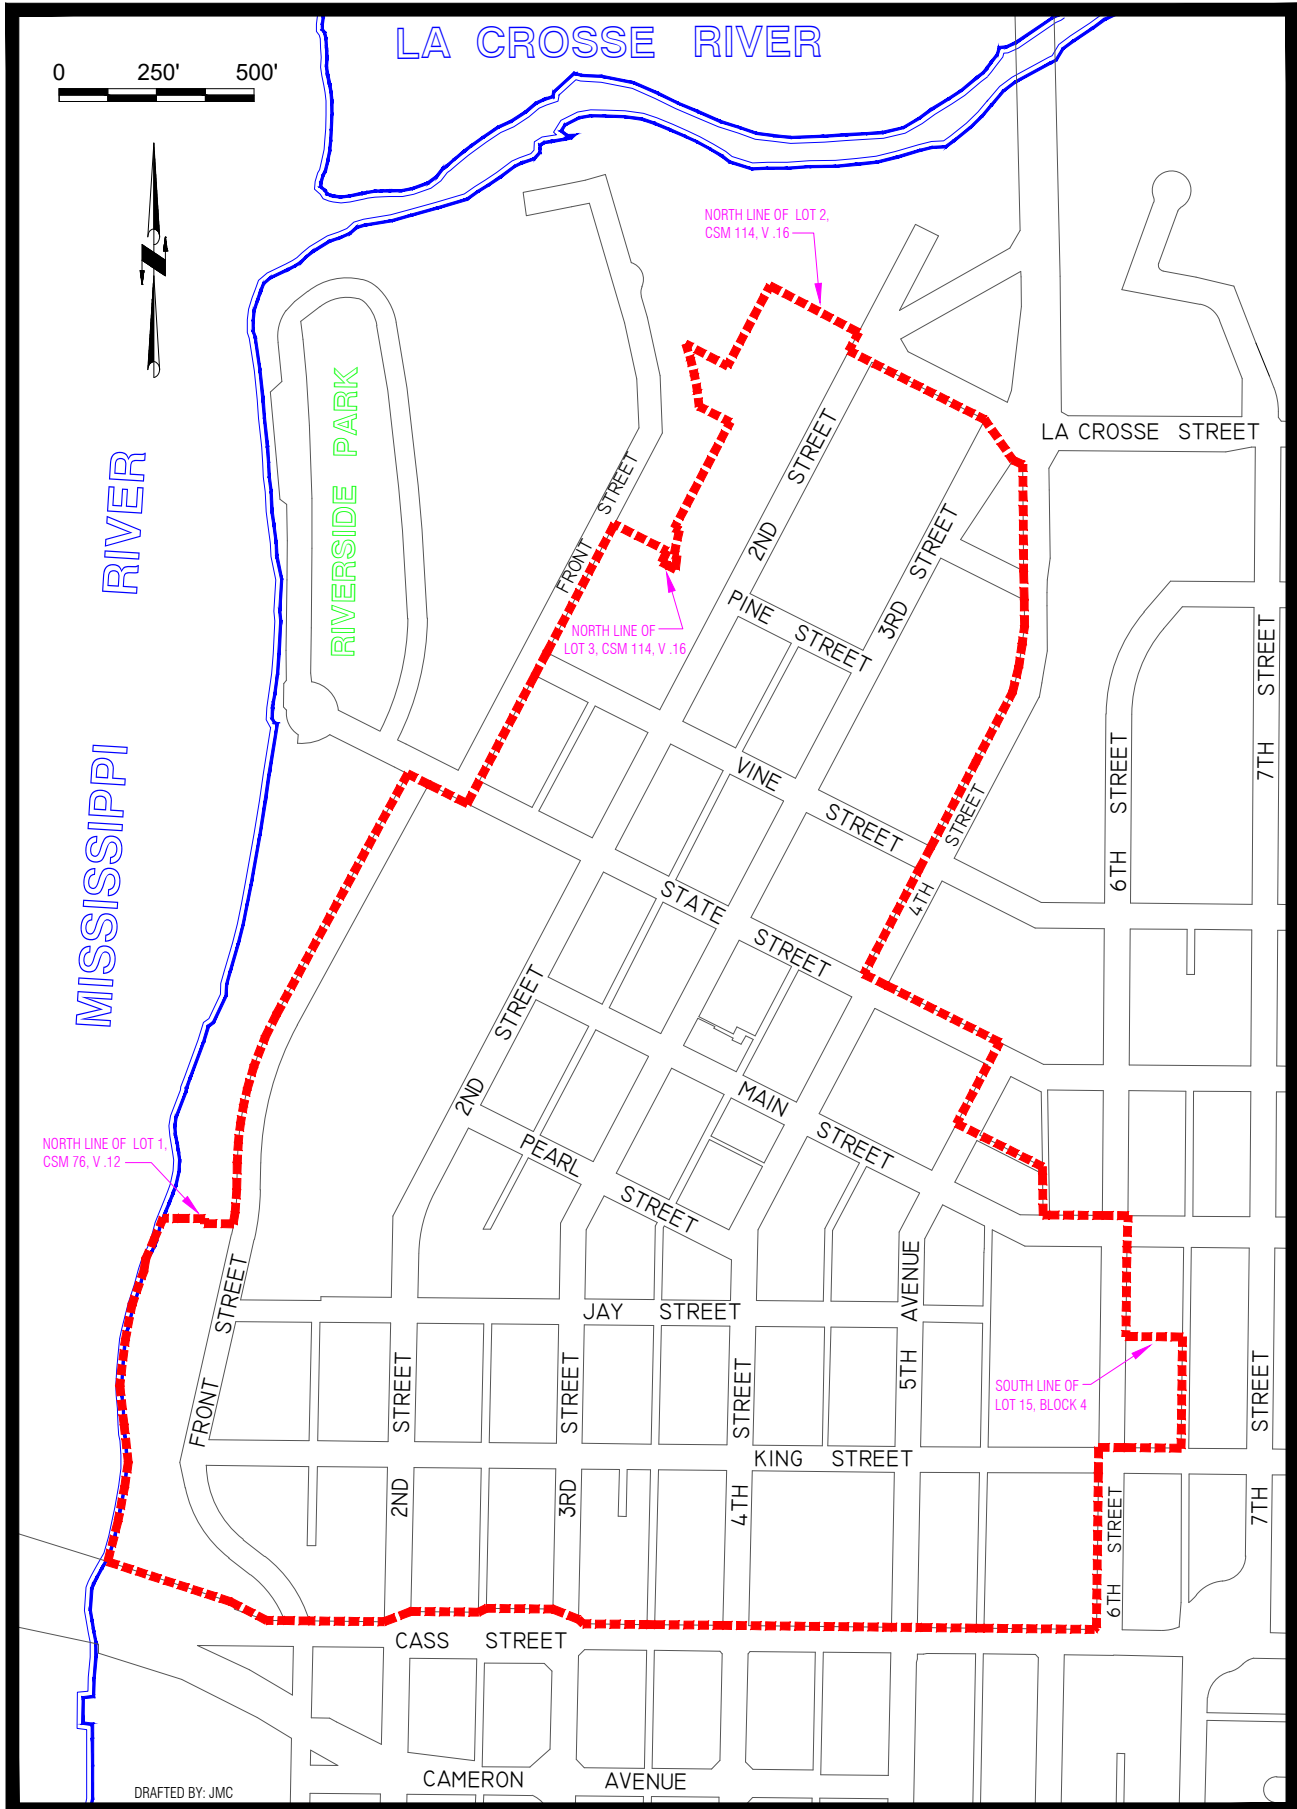 LA CROSSE RIVER
0 250' 500'
NORTH LINE OF LOT 2,
CSM 114, V .16
RIVERSIDE PARK
LA CROSSE STREET
MISSISSIPPI RIVER
FRONT STREET
2ND STREET
3RD STREET
PINE STREET
NORTH LINE OF
LOT 3, CSM 114, V .16
7TH STREET
6TH STREET
VINE STREET
4TH STREET
STATE STREET
2ND STREET
MAIN STREET
PEARL STREET
NORTH LINE OF LOT 1,
CSM 76, V .12
FRONT STREET
JAY STREET
5TH AVENUE
2ND STREET
3RD STREET
4TH STREET
SOUTH LINE OF
LOT 15, BLOCK 4
KING STREET
6TH STREET
7TH STREET
CASS STREET
CAMERON AVENUE
DRAFTED BY: JMC